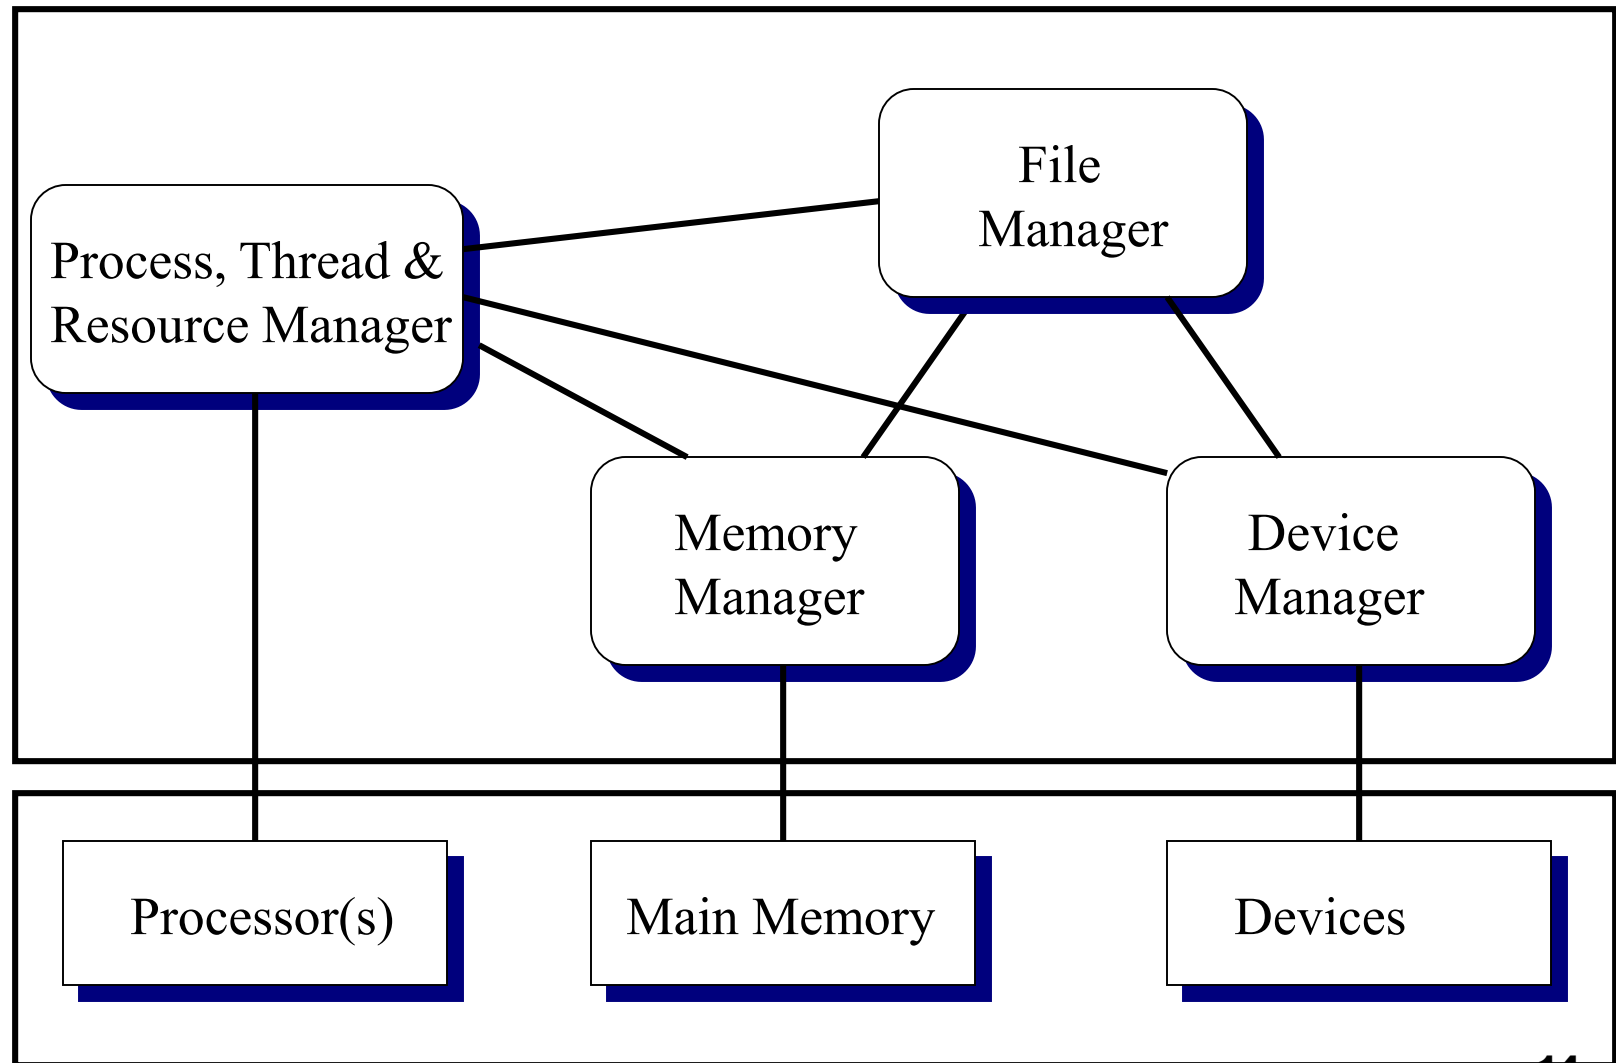 File
Manager
Process, Thread &
Resource Manager
Memory
Manager
Device
Manager
Processor(s)
Main Memory
Devices